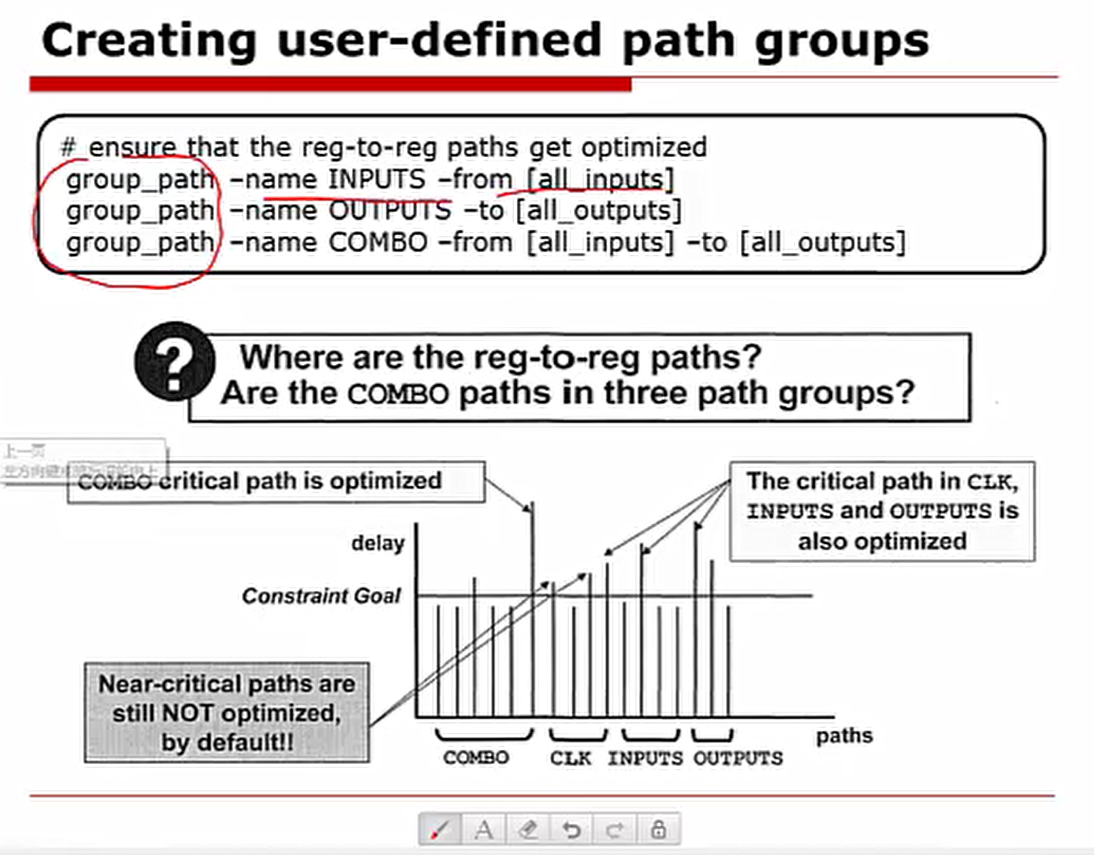 Creating user-defined path groups
# ensure that the reg-to-reg paths get optimized
group_path –name INPUTS –from [all_inputs]
group_path –name OUTPUTS –to [all_outputs]
group_path –name COMBO –from [all_inputs] –to [all_outputs]
?
Where are the reg-to-reg paths?
Are the COMBO paths in three path groups?
上一页
COMBO critical path is optimized
The critical path in CLK,
INPUTS and OUTPUTS is
also optimized
delay
Constraint Goal
Near-critical paths are
still NOT optimized,
by default!!
paths
COMBO
CLK
INPUTS
OUTPUTS
A